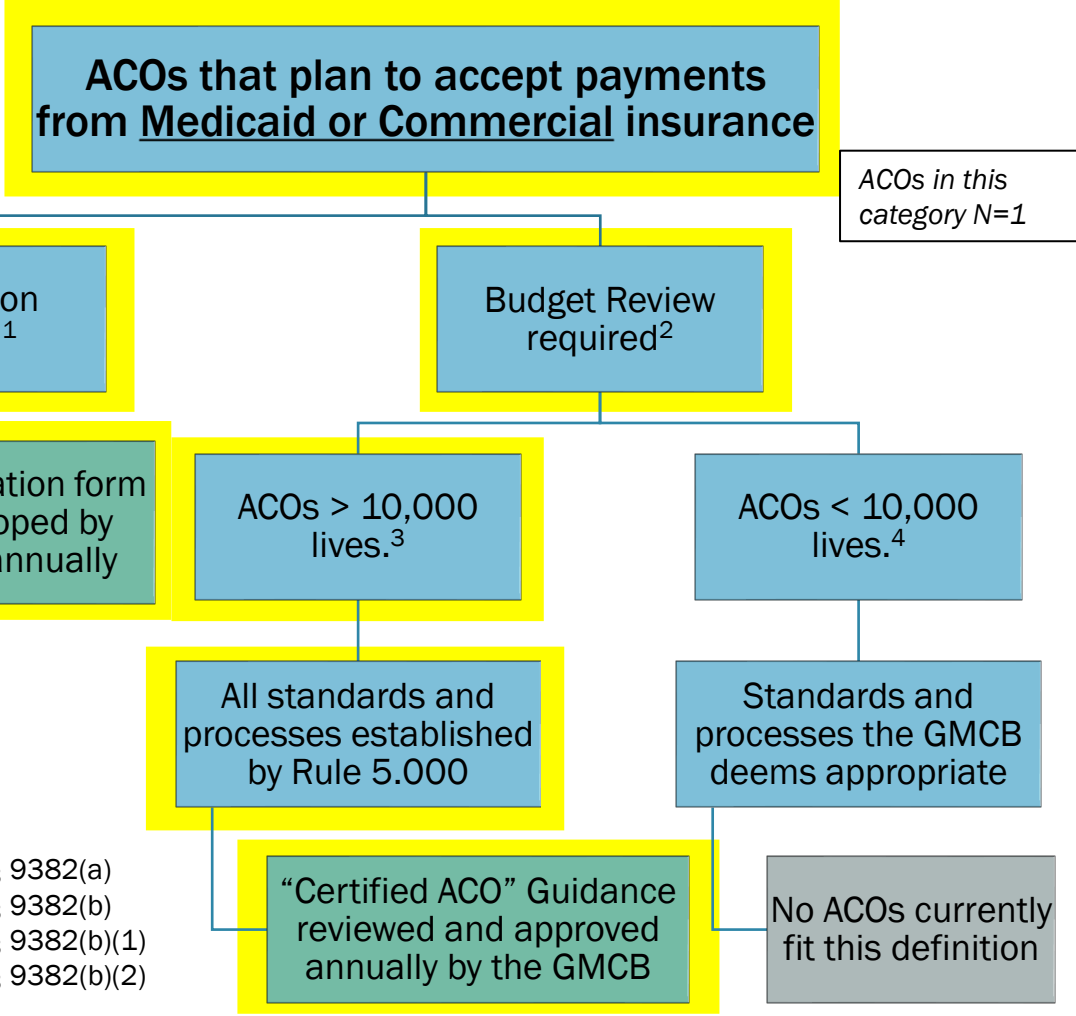 ACOs that plan to accept payments
from Medicaid or Commercial insurance
ACOs in this
category N=1
on
1
Budget Review
required2
ation form
oped by
annually
ACOs > 10,000
lives.3
ACOs < 10,000
lives.4
All standards and
processes established
by Rule 5.000
Standards and
processes the GMCB
deems appropriate
9382(a)
9382(b)
9382(b)(1)
9382(b)(2)
“Certified ACO” Guidance
reviewed and approved
annually by the GMCB
No ACOs currently
fit this definition